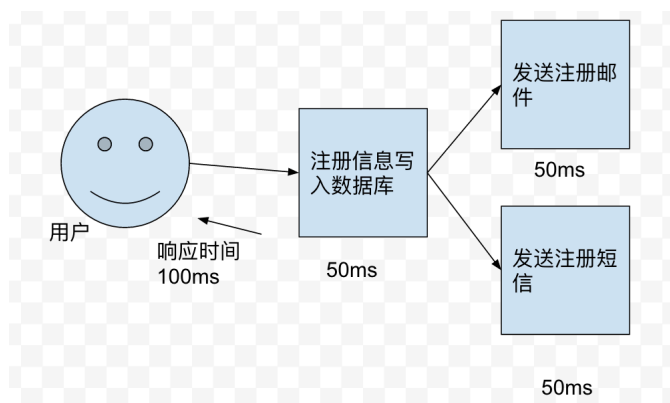 用户
响应时间
100ms
注册信息写
入数据库
50ms
发送注册邮
件
50ms
发送注册短
信
50ms